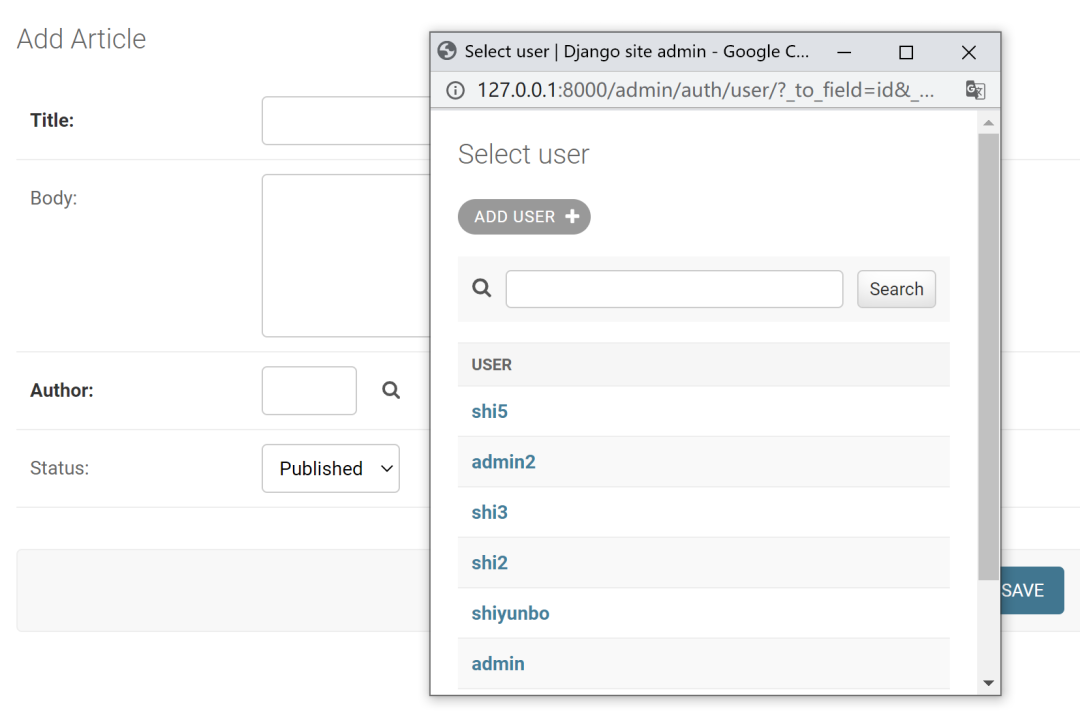 Add Article
Title:
Body:
Author:
Status:
Published
SAVE
Select user | Django site admin - Google C...
127.0.0.1:8000/admin/auth/user/?_to_field=id&_...
Select user
ADD USER +
Search
USER
shi5
admin2
shi3
shi2
shiyunbo
admin